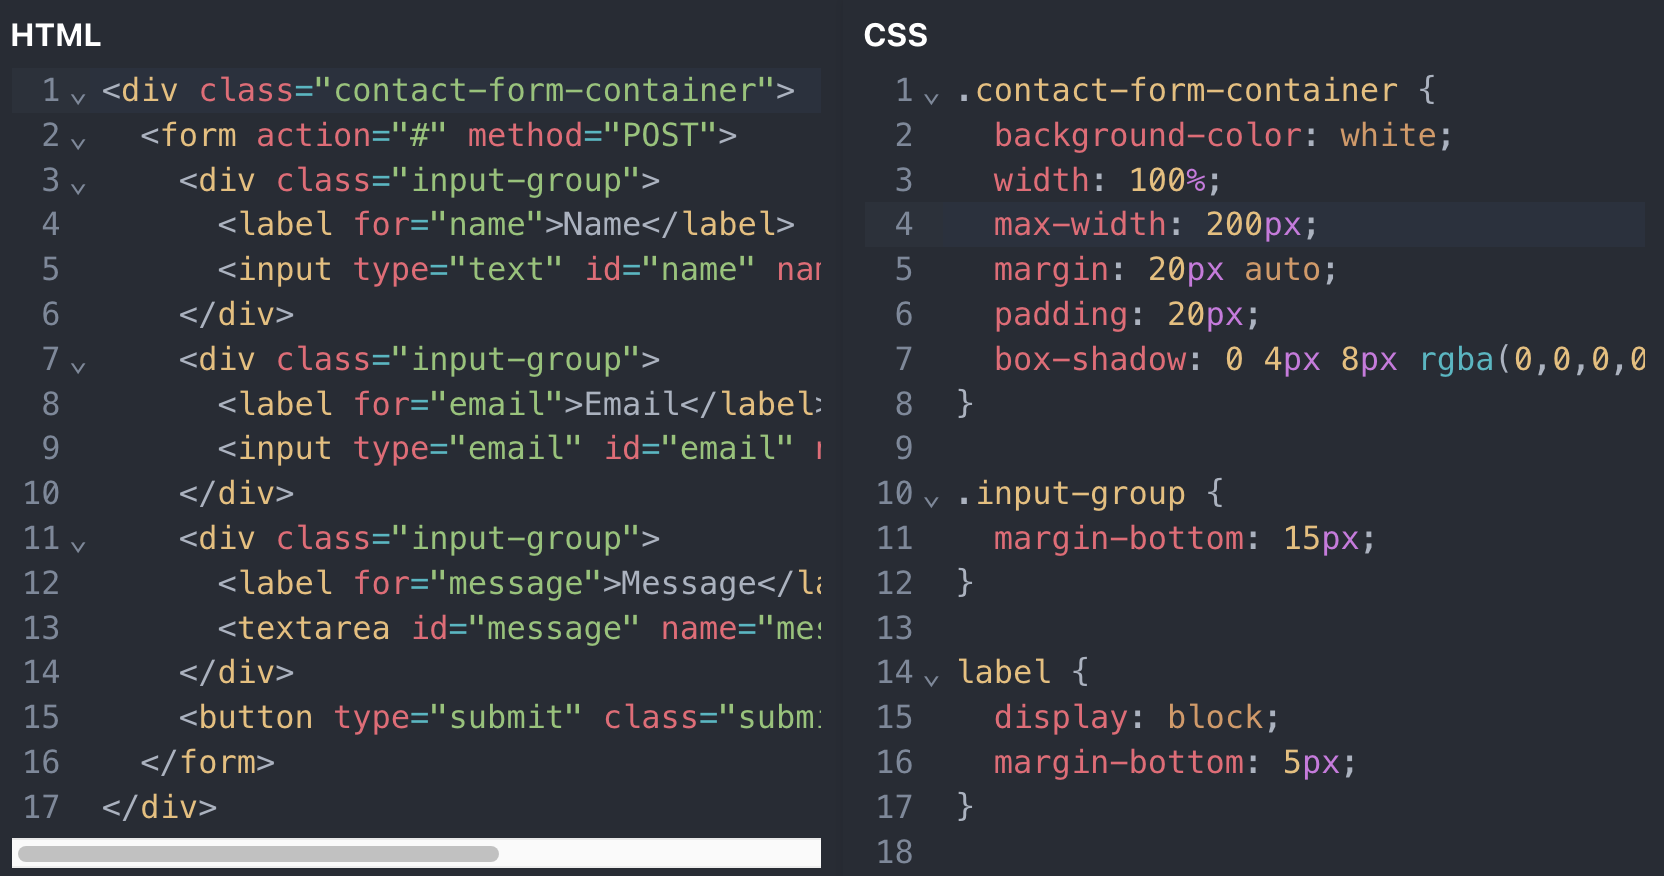 HTML
1 <div class="contact-form-container">
2 <form action="#" method="POST">
3 <div class="input-group">
4 <label for="name">Name</label>
5 <input type="text" id="name"
6 </div>
7 <div class="input-group">
8 <label for="email">Email</label>
9 <input type="email" id="email"
10 </div>
11 <div class="input-group">
12 <label for="message">Message</
13 <textarea id="message" name="mes
14 </div>
15 <button type="submit" class="submi
16 </form>
17 </div>
CSS
1 .contact-form-container {
2 background-color: white;
3 width: 100%;
4 max-width: 200px;
5 margin: 20px auto;
6 padding: 20px;
7 box-shadow: 0 4px 8px rgba(0,0,0,0
8 }
9
10 .input-group {
11 margin-bottom: 15px;
12 }
13
14 label {
15 display: block;
16 margin-bottom: 5px;
17 }
18